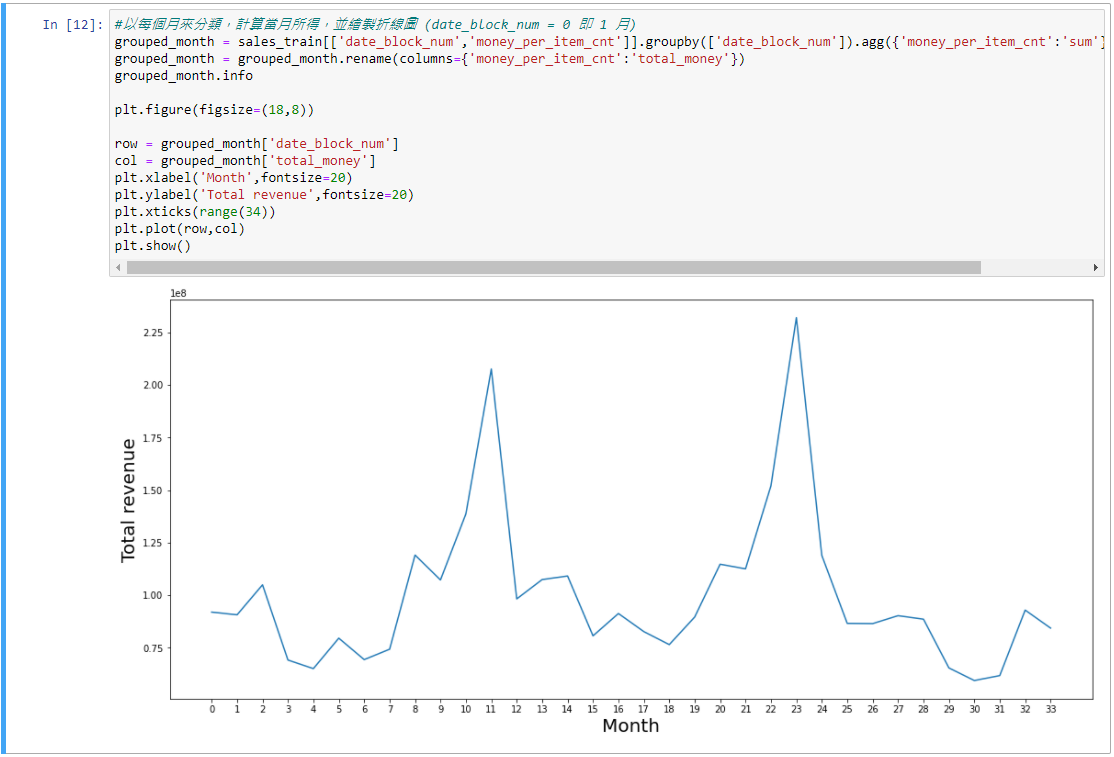 In [12]:
#以每個月來分類，計算當月所得，並繪製折線圖 (date_block_num = 0 即 1 月)
grouped_month = sales_train[['date_block_num','money_per_item_cnt']].groupby(['date_block_num']).agg({'money_per_item_cnt':'sum'}
grouped_month = grouped_month.rename(columns={'money_per_item_cnt':'total_money'})
grouped_month.info
plt.figure(figsize=(18,8))
row = grouped_month['date_block_num']
col = grouped_month['total_money']
plt.xlabel('Month',fontsize=20)
plt.ylabel('Total revenue',fontsize=20)
plt.xticks(range(34))
plt.plot(row,col)
plt.show()
1e8
2.25
2.00
1.75
1.50
1.25
1.00
0.75
Total revenue
0 1 2 3 4 5 6 7 8 9 10 11 12 13 14 15 16 17 18 19 20 21 22 23 24 25 26 27 28 29 30 31 32 33
Month